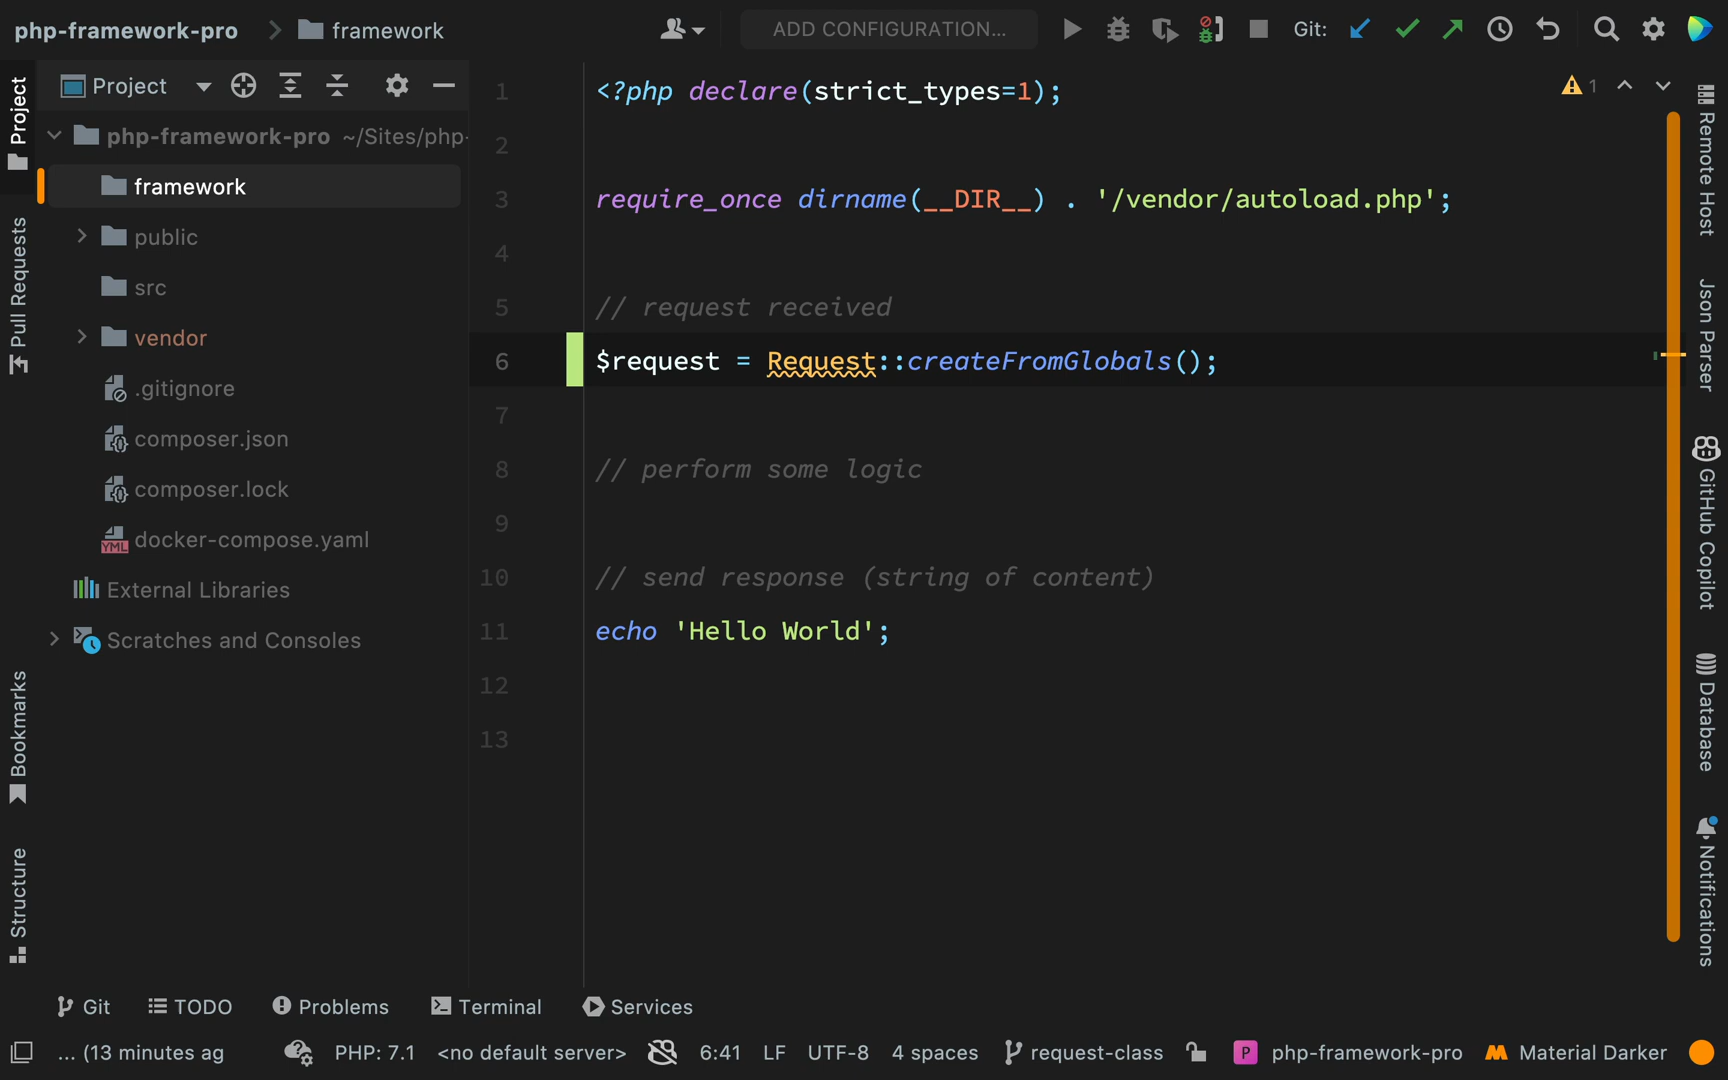 php-framework-pro
framework
ADD CONFIGURATION...
Git:
Project
php-framework-pro ~/Sites/php-
framework
public
src
vendor
.gitignore
composer.json
composer.lock
docker-compose.yaml
YML
External Libraries
Scratches and Consoles
Project
Pull Requests
Bookmarks
Structure
1 <?php declare(strict_types=1);
2
3 require_once dirname(__DIR__) . '/vendor/autoload.php';
4
5 // request received
6 $request = Request::createFromGlobals();
7
8 // perform some logic
9
10 // send response (string of content)
11 echo 'Hello World';
12
13
1
Remote Host
Json Parser
GitHub Copilot
Database
Notifications
Git
TODO
Problems
Terminal
Services
... (13 minutes ag
PHP: 7.1
<no default server>
6:41
LF
UTF-8
4 spaces
request-class
P
php-framework-pro
Material Darker